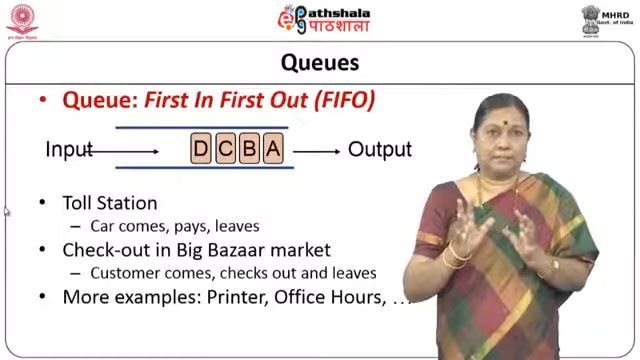 Pathshala
पाठशाला
MHRD
Govt. of India
Queues
• Queue: First In First Out (FIFO)
Input D C B A Output
• Toll Station
– Car comes, pays, leaves
• Check-out in Big Bazaar market
– Customer comes, checks out and leaves
• More examples: Printer, Office Hours, …